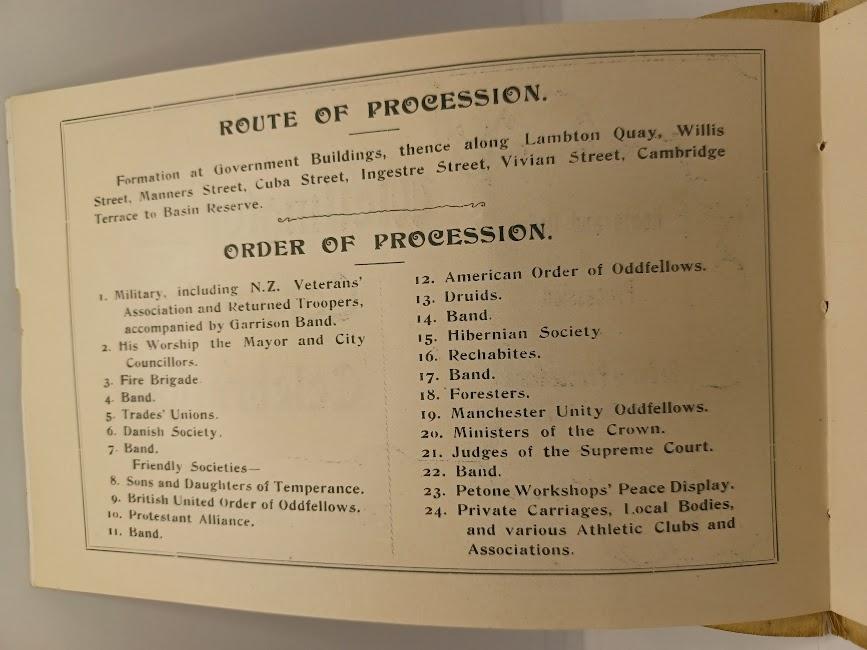 ROUTE OF PROCESSION.
Formation at Government Buildings, thence along Lambton Quay, Willis
Street, Manners Street, Cuba Street, Ingestre Street, Vivian Street, Cambridge
Terrace to Basin Reserve.
ORDER OF PROCESSION.
1. Military, including N.Z. Veterans'
Association and Returned Troopers,
accompanied by Garrison Band.
2. His Worship the Mayor and City
Councillors.
3. Fire Brigade
4. Band.
5. Trades' Unions.
6. Danish Society.
7. Band.
Friendly Societies—
8. Sons and Daughters of Temperance.
9. British United Order of Oddfellows.
10. Protestant Alliance.
11. Band.
12. American Order of Oddfellows.
13. Druids.
14. Band.
15. Hibernian Society
16. Rechabites.
17. Band.
18. Foresters.
19. Manchester Unity Oddfellows.
20. Ministers of the Crown.
21. Judges of the Supreme Court.
22. Band.
23. Petone Workshops' Peace Display.
24. Private Carriages, Local Bodies,
and various Athletic Clubs and
Associations.